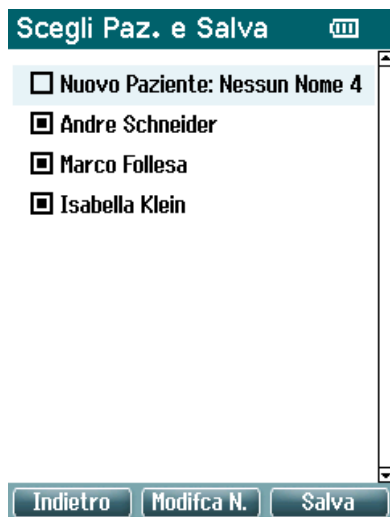 Scegli Paz. e Salva
Nuovo Paziente: Nessun Nome 4
Andre Schneider
Marco Follesa
Isabella Klein
Indietro Modifca N. Salva